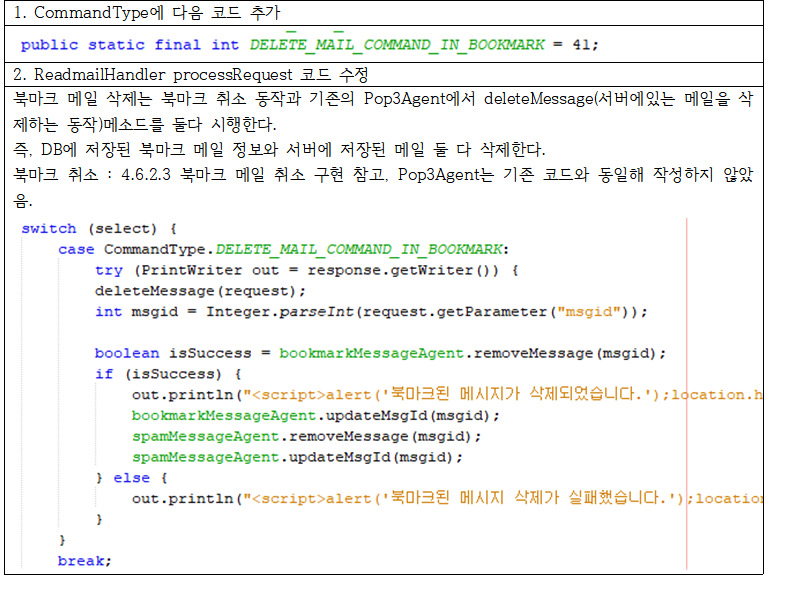 1. CommandType에 다음 코드 추가
public static final int DELETE_MAIL_COMMAND_IN_BOOKMARK = 41;
2. ReadmailHandler processRequest 코드 수정
북마크 메일 삭제는 북마크 취소 동작과 기존의 Pop3Agent에서 deleteMessage(서버에있는 메일을 삭
제하는 동작)메소드를 둘다 시행한다.
즉, DB에 저장된 북마크 메일 정보와 서버에 저장된 메일 둘 다 삭제한다.
북마크 취소 : 4.6.2.3 북마크 메일 취소 구현 참고, Pop3Agent는 기존 코드와 동일해 작성하지 않았
음.
switch (select) {
case CommandType.DELETE_MAIL_COMMAND_IN_BOOKMARK:
try (PrintWriter out = response.getWriter()) {
deleteMessage(request);
int msgid = Integer.parseInt(request.getParameter("msgid"));
boolean isSuccess = bookmarkMessageAgent.removeMessage(msgid);
if (isSuccess) {
out.println("<script>alert('북마크된 메시지가 삭제되었습니다.');location.h
bookmarkMessageAgent.updateMsgId(msgid);
spamMessageAgent.removeMessage(msgid);
spamMessageAgent.updateMsgId(msgid);
} else {
out.println("<script>alert('북마크된 메시지 삭제가 실패했습니다.');location
}
}
break;